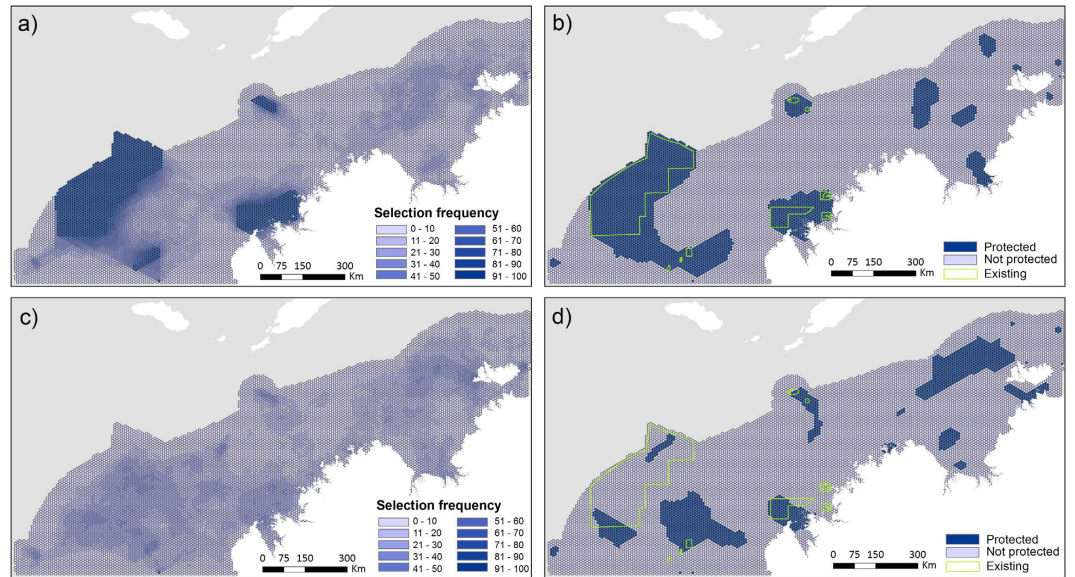 a)
Selection frequency
0 - 10
51 - 60
11 - 20
61 - 70
21 - 30
71 - 80
31 - 40
81 - 90
41 - 50
91 - 100
0 75 150 300
Km
b)
Protected
Not protected
Existing
0 75 150 300
Km
c)
Selection frequency
0 - 10
51 - 60
11 - 20
61 - 70
21 - 30
71 - 80
31 - 40
81 - 90
41 - 50
91 - 100
0 75 150 300
Km
d)
Protected
Not protected
Existing
0 75 150 300
Km